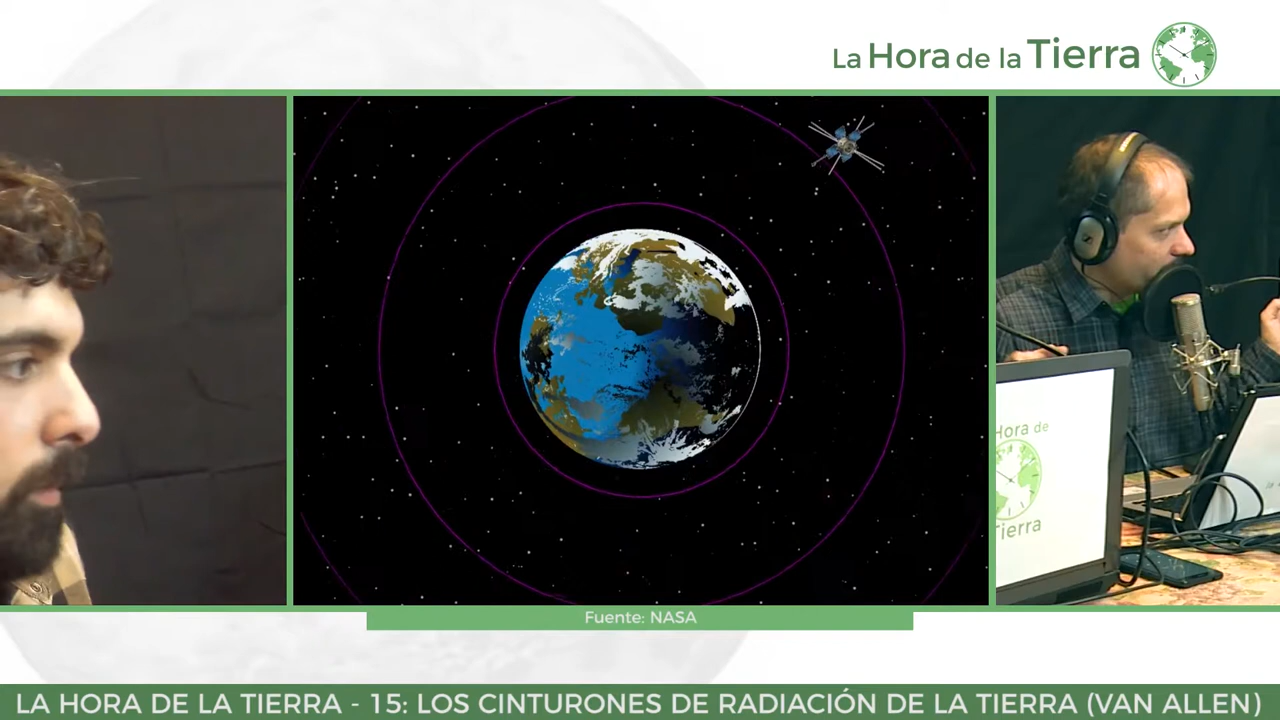 La Hora de la Tierra
Hora de
Tierra
Fuente: NASA
LA HORA DE LA TIERRA - 15: LOS CINTURONES DE RADIACIÓN DE LA TIERRA (VAN ALLEN)